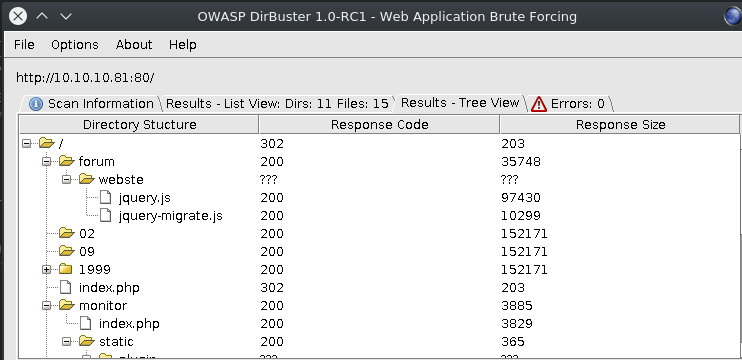 OWASP DirBuster 1.0-RC1 - Web Application Brute Forcing
File Options About Help
http://10.10.10.81:80/
Scan Information Results - List View: Dirs: 11 Files: 15 Results - Tree View Errors: 0
Directory Stucture Response Code Response Size
/ 302 203
forum 200 35748
webste ??? ???
jquery.js 200 97430
jquery-migrate.js 200 10299
02 200 152171
09 200 152171
1999 200 152171
index.php 302 203
monitor 200 3885
index.php 200 3829
static 200 365
plugin ??? ???